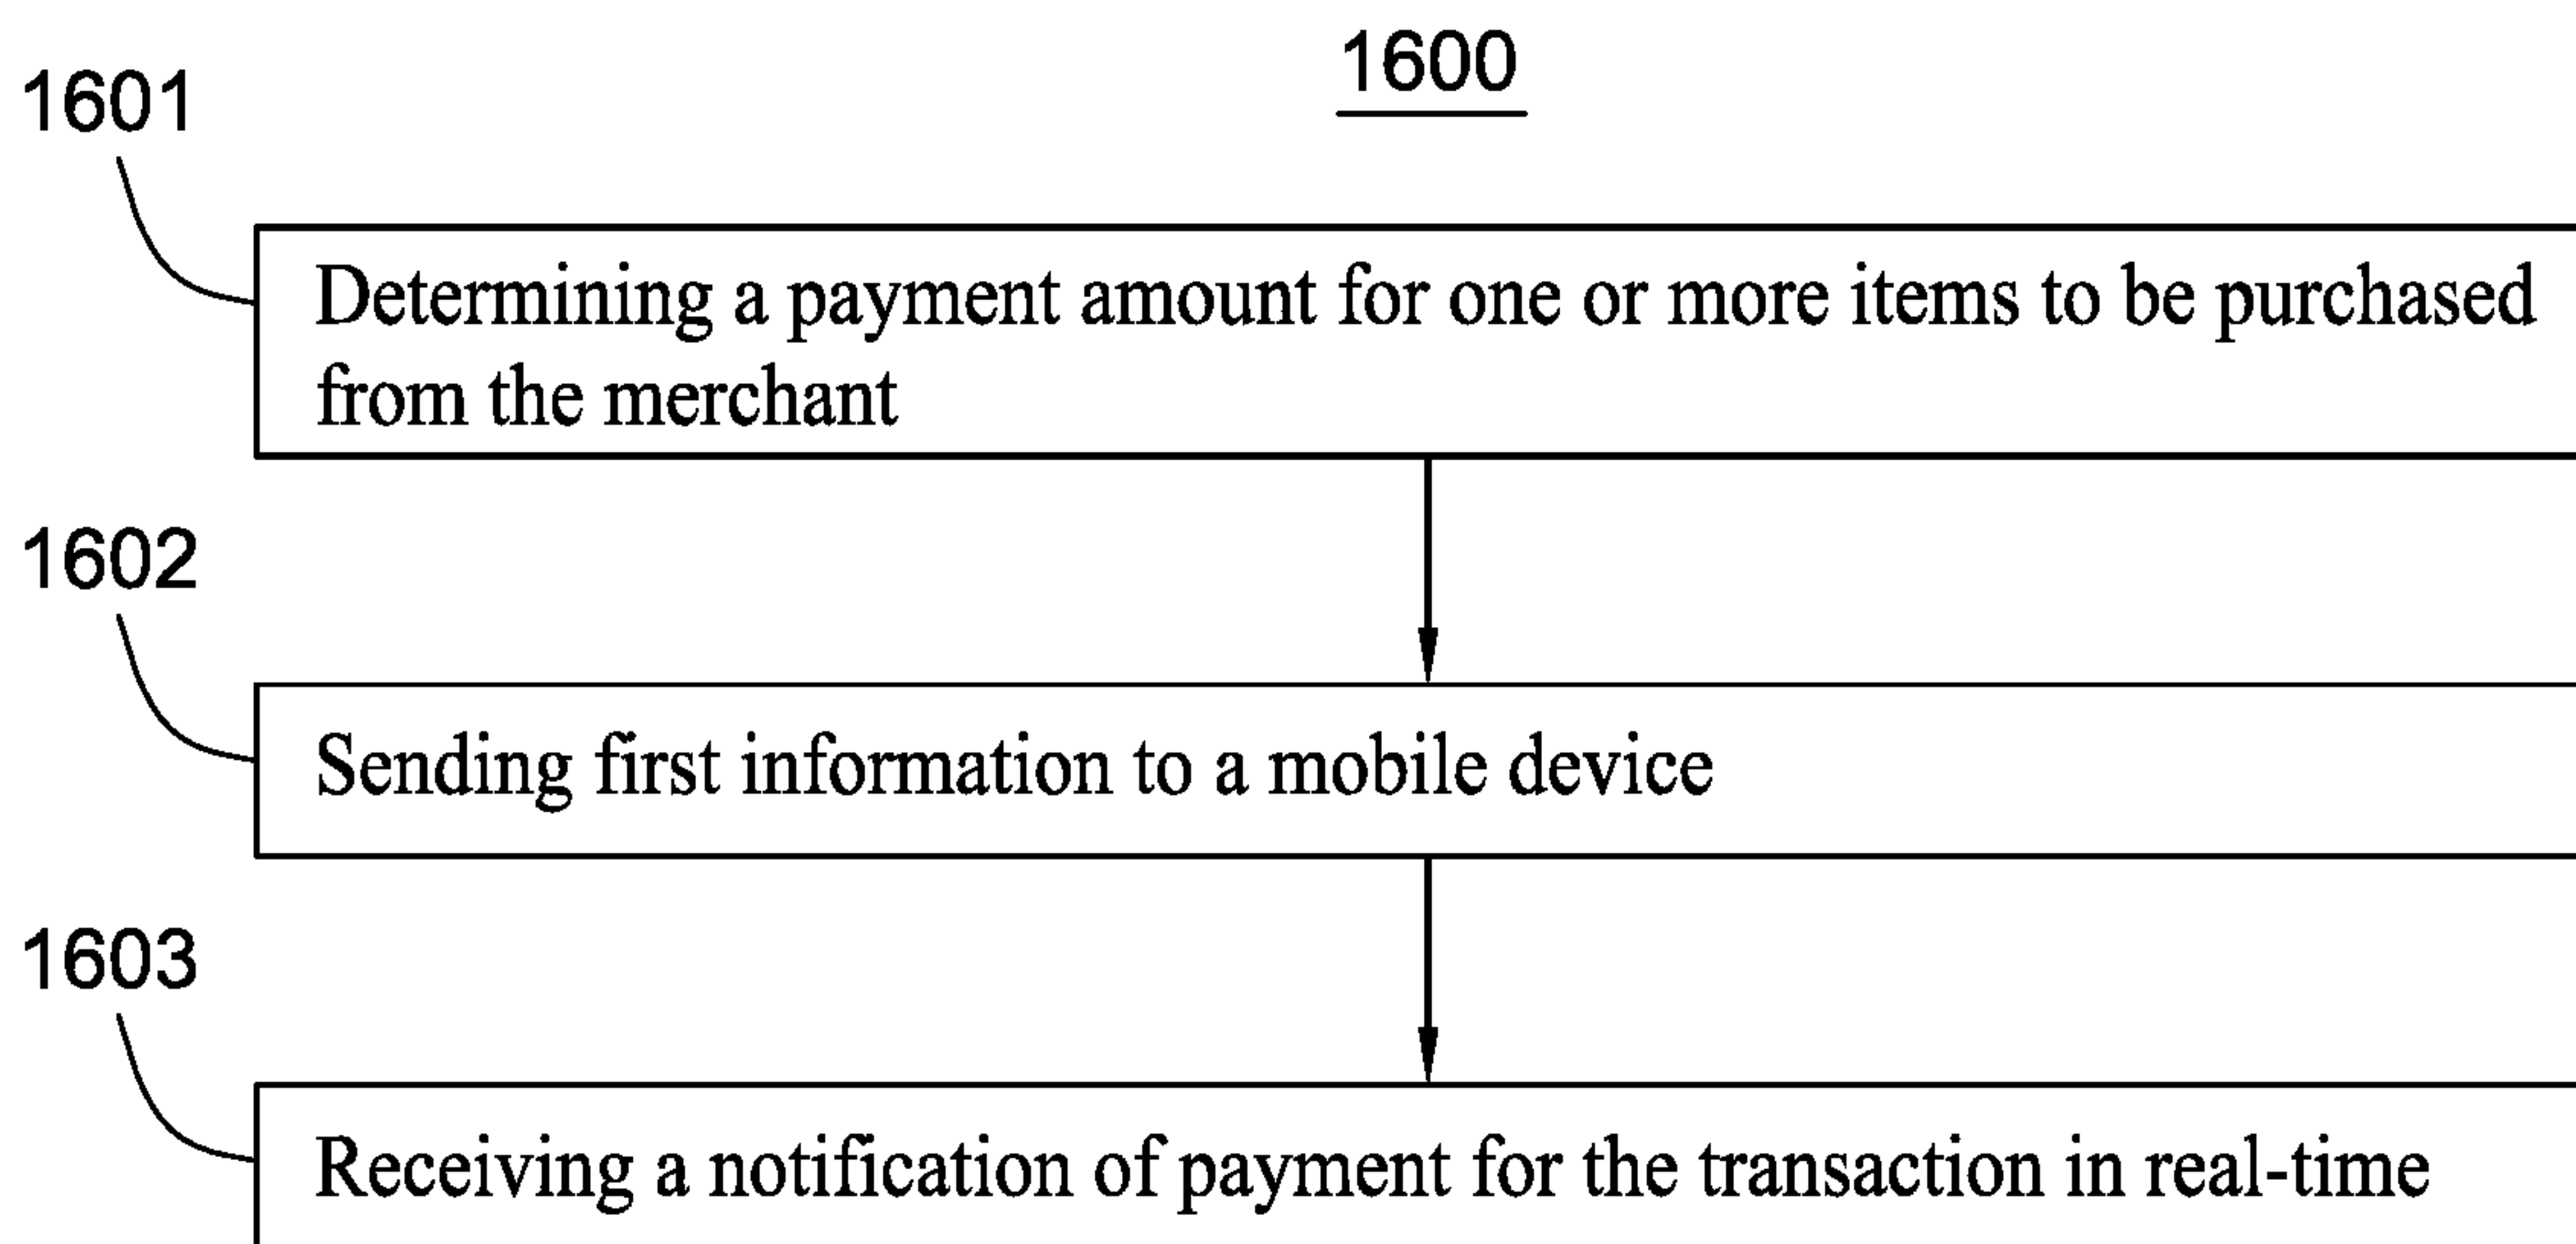 1600
1601
Determining a payment amount for one or more items to be purchased
from the merchant
1602
Sending first information to a mobile device
1603
Receiving a notification of payment for the transaction in real-time